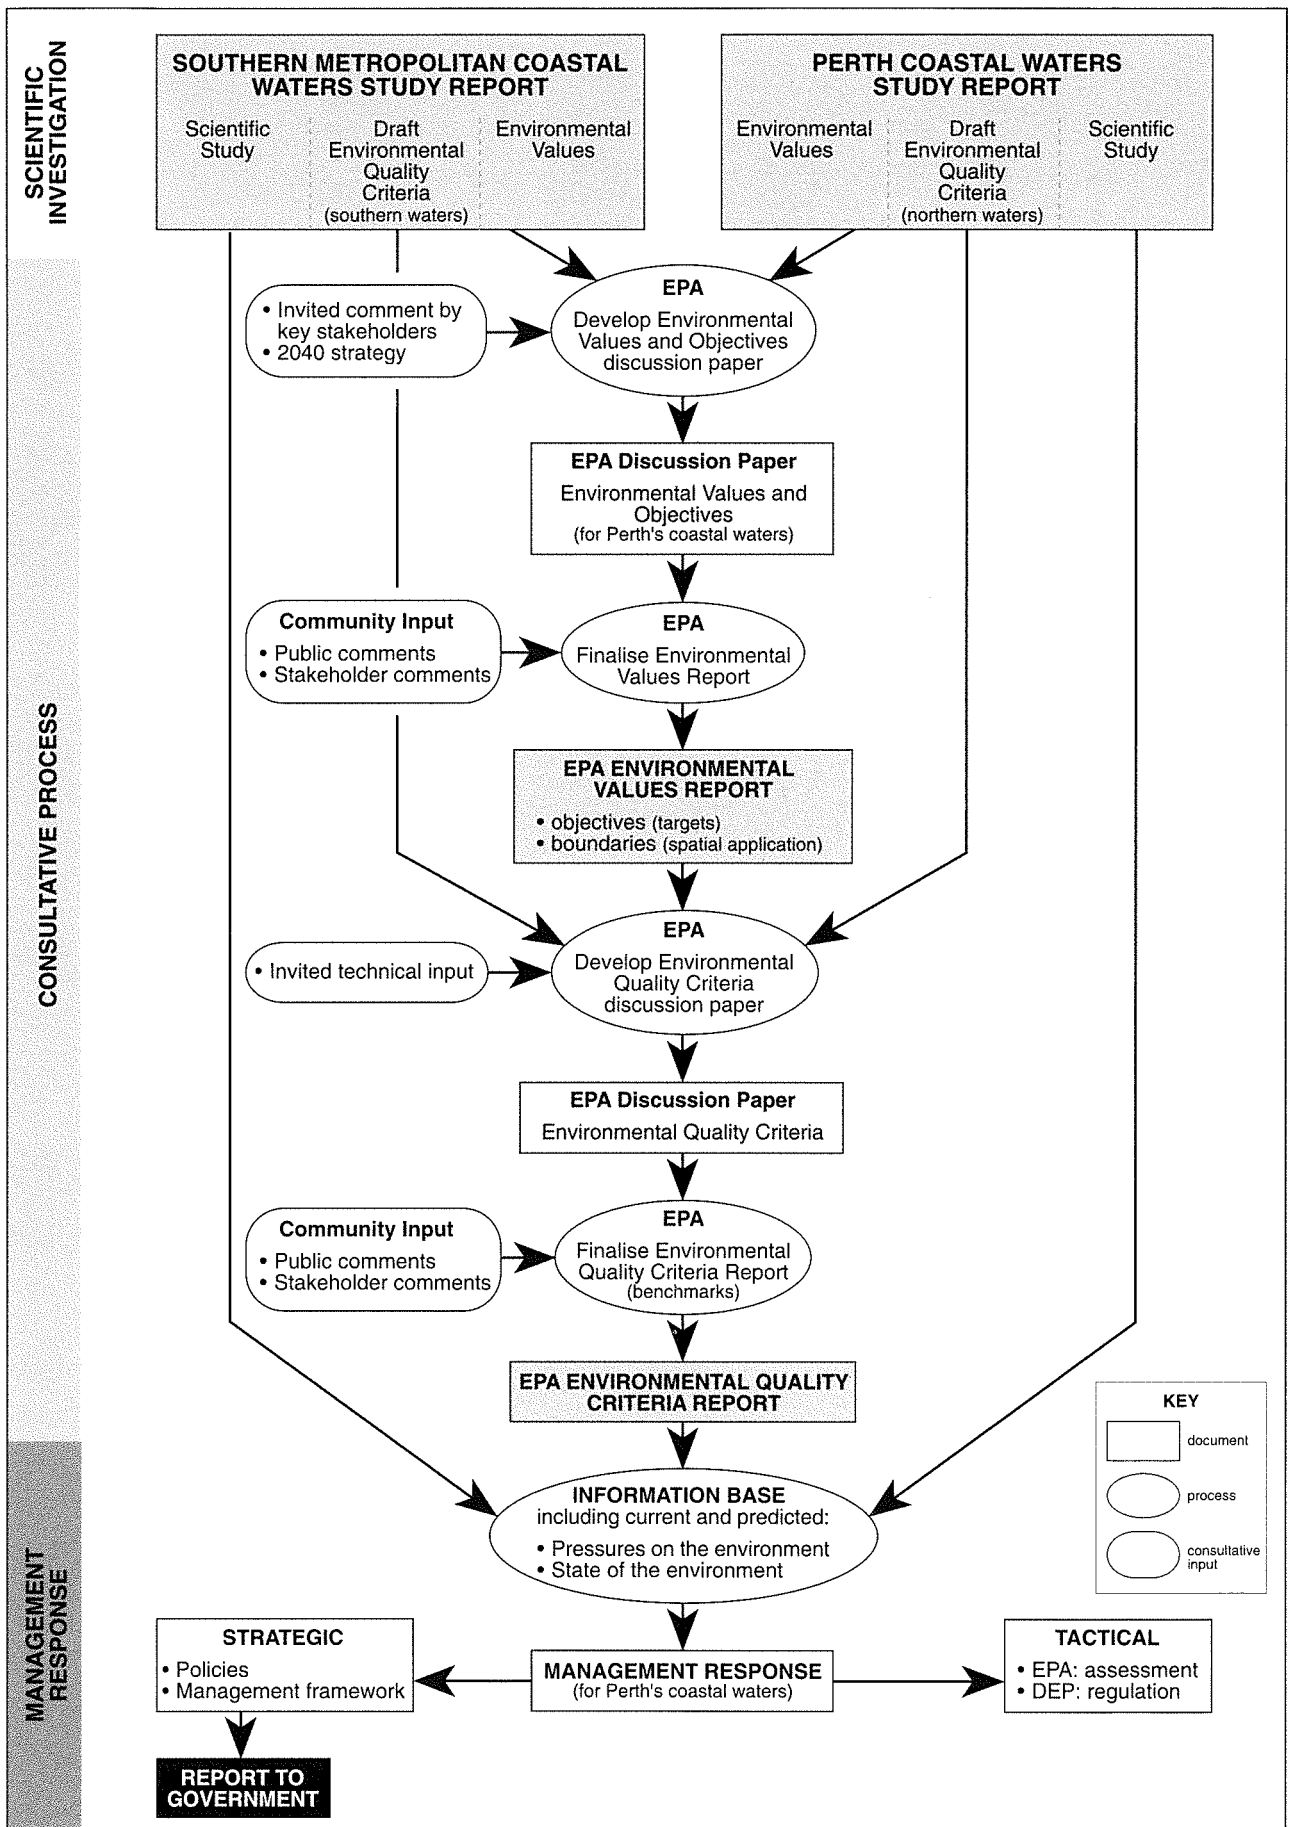 SCIENTIFIC
INVESTIGATION
SOUTHERN METROPOLITAN COASTAL
WATERS STUDY REPORT
Scientific
Study
Draft
Environmental
Quality
Criteria
(southern waters)
Environmental
Values
PERTH COASTAL WATERS
STUDY REPORT
Environmental
Values
Draft
Environmental
Quality
Criteria
(northern waters)
Scientific
Study
CONSULTATIVE PROCESS
• Invited comment by
key stakeholders
• 2040 strategy
EPA
Develop Environmental
Values and Objectives
discussion paper
EPA Discussion Paper
Environmental Values and
Objectives
(for Perth's coastal waters)
Community Input
• Public comments
• Stakeholder comments
EPA
Finalise Environmental
Values Report
EPA ENVIRONMENTAL
VALUES REPORT
• objectives (targets)
• boundaries (spatial application)
• Invited technical input
EPA
Develop Environmental
Quality Criteria
discussion paper
EPA Discussion Paper
Environmental Quality Criteria
Community Input
• Public comments
• Stakeholder comments
EPA
Finalise Environmental
Quality Criteria Report
(benchmarks)
EPA ENVIRONMENTAL QUALITY
CRITERIA REPORT
KEY
document
process
consultative
input
MANAGEMENT
RESPONSE
INFORMATION BASE
including current and predicted:
• Pressures on the environment
• State of the environment
STRATEGIC
• Policies
• Management framework
MANAGEMENT RESPONSE
(for Perth's coastal waters)
TACTICAL
• EPA: assessment
• DEP: regulation
REPORT TO
GOVERNMENT